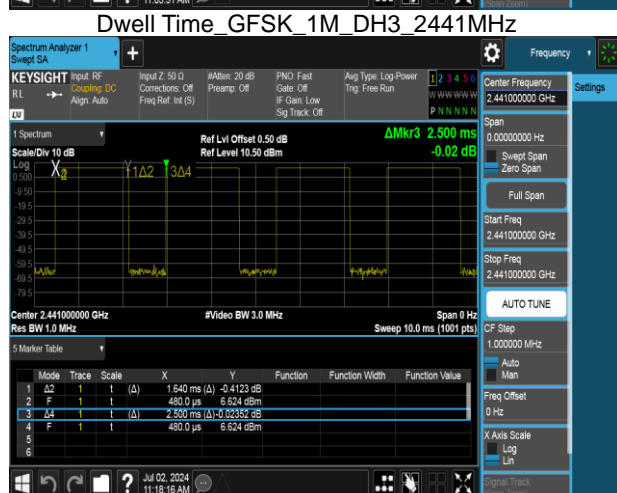 11:03:31 AM
(Span Zoom)
Dwell Time_GFSK_1M_DH3_2441MHz
Spectrum Analyzer 1
Swept SA
Frequency
KEYSIGHT Input: RF Input Z: 50 Ω #Atten: 20 dB PNO: Fast Avg Type: Log-Power 1 2 3 4 5 6
RL Coupling: DC Corrections: Off Preamp: Off Gate: Off Trig: Free Run W W W W W W
Align: Auto Freq Ref: Int (S) IF Gain: Low P N N N N N
Sig Track: Off
LXI
1 Spectrum Ref Lvl Offset 0.50 dB ΔMkr3 2.500 ms
Scale/Div 10 dB Ref Level 10.50 dBm -0.02 dB
Log
0.500
-9.50
-19.5
-29.5
-39.5
-49.5
-59.5
-69.5
-79.5
X2 1Δ2 3Δ4
Center 2.441000000 GHz #Video BW 3.0 MHz Span 0 Hz
Res BW 1.0 MHz Sweep 10.0 ms (1001 pts)
5 Marker Table
Mode Trace Scale X Y Function Function Width Function Value
1 Δ2 1 t (Δ) 1.640 ms (Δ) -0.4123 dB
2 F 1 t 480.0 µs 6.624 dBm
3 Δ4 1 t (Δ) 2.500 ms (Δ) -0.02352 dB
4 F 1 t 480.0 µs 6.624 dBm
5
6
Jul 02, 2024
11:18:16 AM
Center Frequency
2.441000000 GHz
Settings
Span
0.00000000 Hz
Swept Span
Zero Span
Full Span
Start Freq
2.441000000 GHz
Stop Freq
2.441000000 GHz
AUTO TUNE
CF Step
1.000000 MHz
Auto
Man
Freq Offset
0 Hz
X Axis Scale
Log
Lin
Signal Track